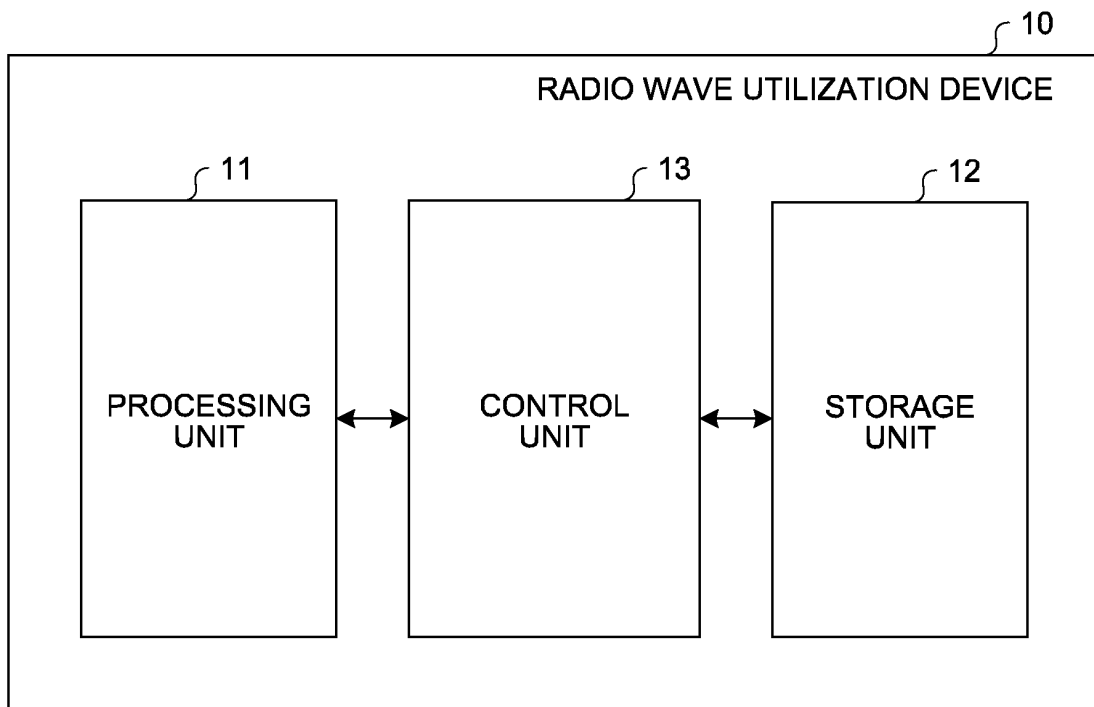 10
RADIO WAVE UTILIZATION DEVICE
11
13
12
PROCESSING
UNIT
CONTROL
UNIT
STORAGE
UNIT